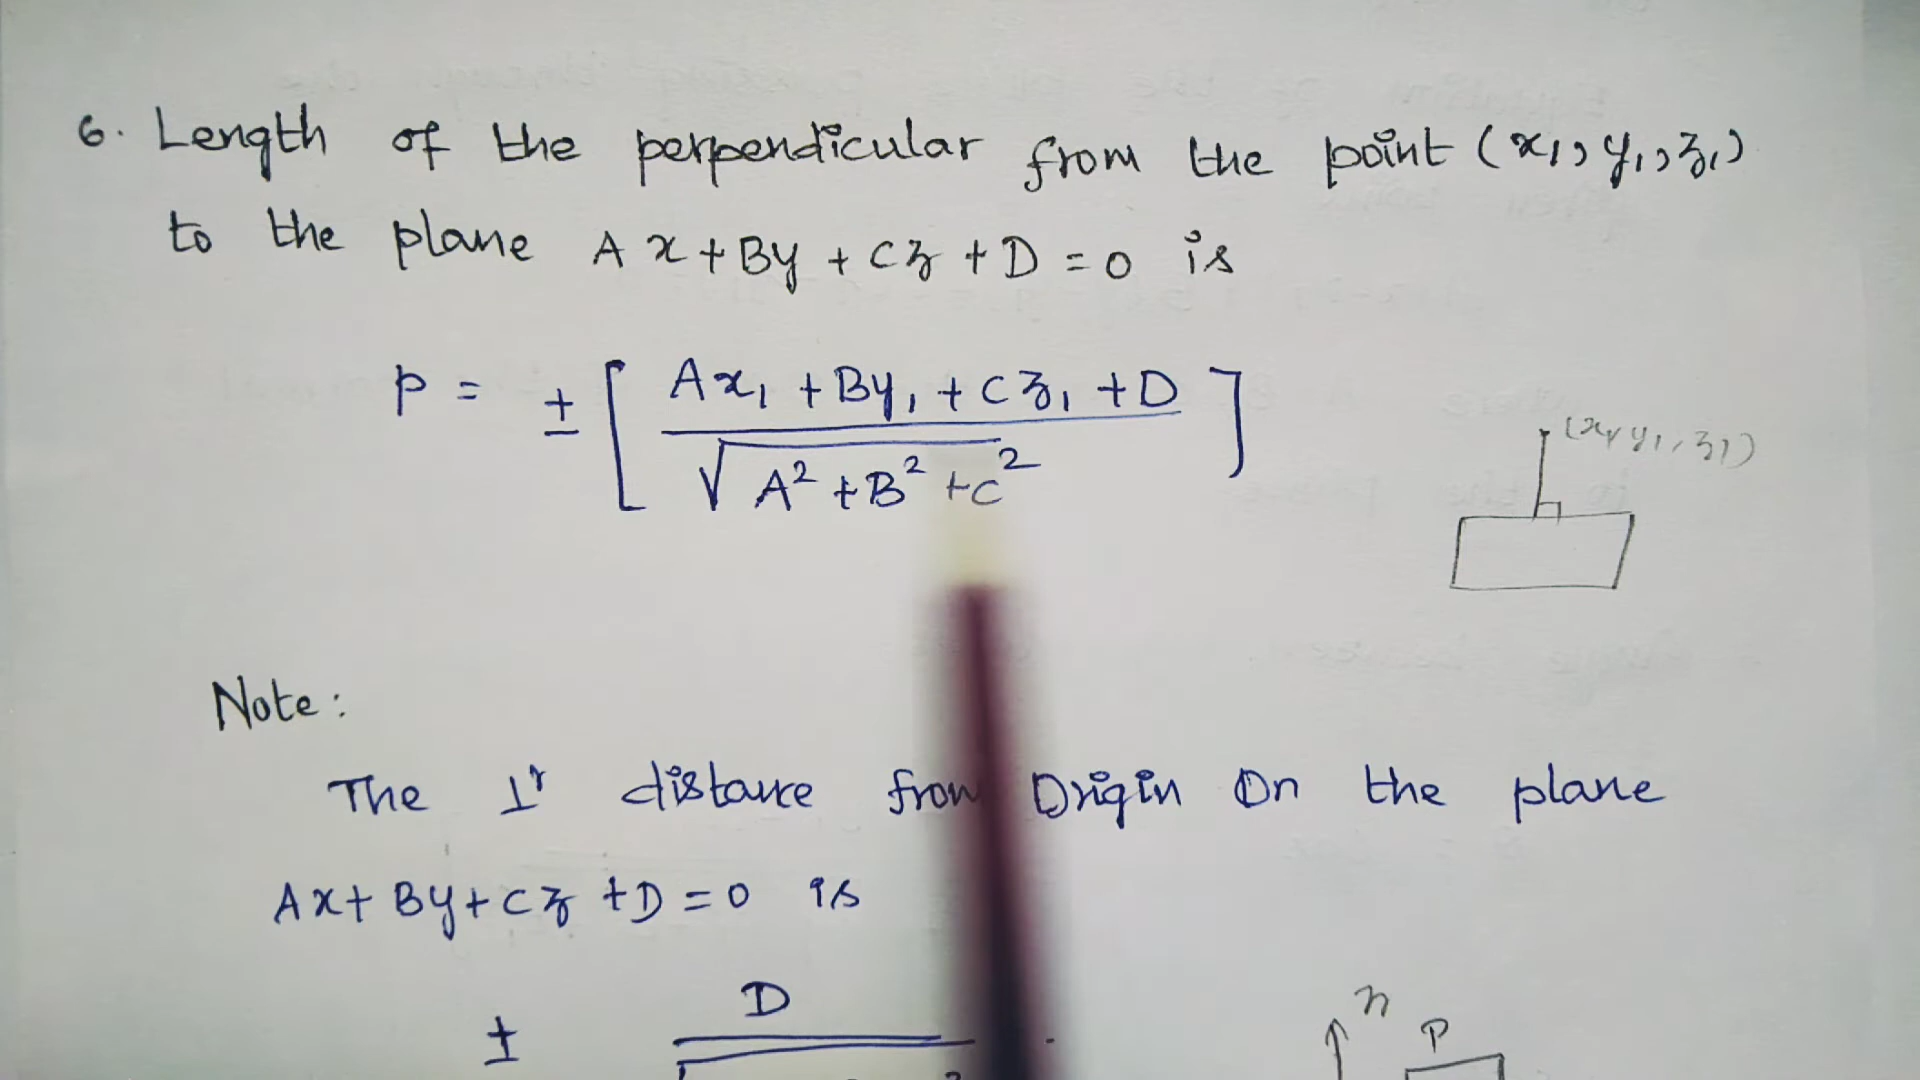 6. Length of the perpendicular from the point (x₁, y₁, z₁)
to the plane Ax + By + Cz + D = 0 is
p = ± [ Ax₁ + By₁ + Cz₁ + D
√A² + B² + C² ]
(x₁, y₁, z₁)
Note:
The ⊥r distance from Origin On the plane
Ax + By + Cz + D = 0 is
± D
n
P